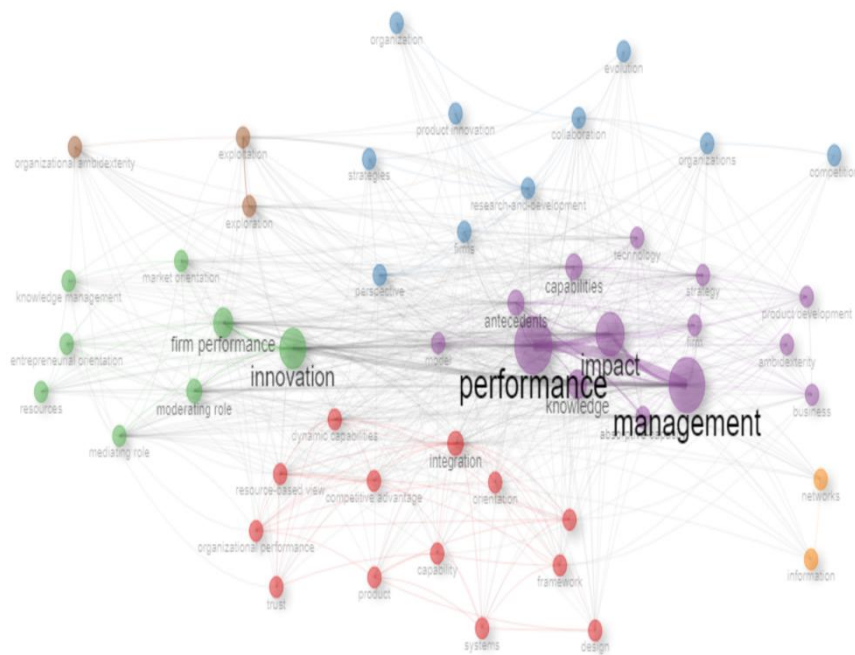 organization
evolution
product innovation
collaboration
organizational ambidexterity
exploration
strategies
organizations
competition
exploration
research-and-development
firms
technology
market orientation
knowledge management
perspective
capabilities
strategy
product development
antecedents
firm performance
entrepreneurial orientation
innovation
model
impact
firm
ambidexterity
performance
management
resources
moderating role
knowledge
business
mediating role
dynamic capabilities
integration
resource-based view
competitive advantage
orientation
networks
organizational performance
capability
framework
information
trust
product
systems
design